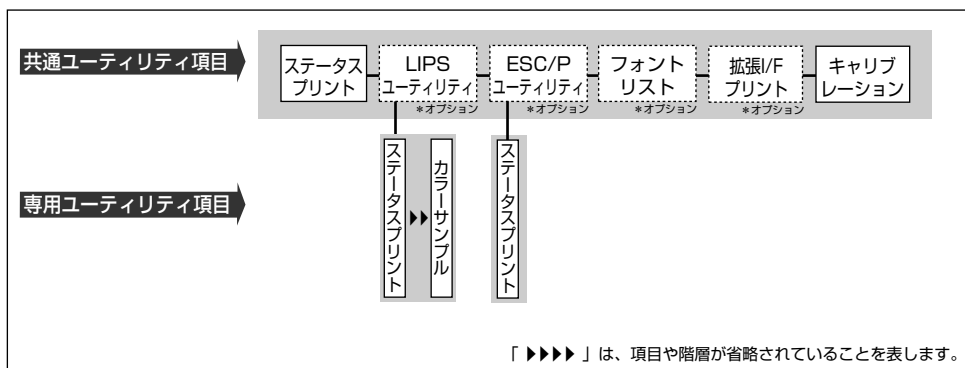 共通ユーティリティ項目
ステータス
プリント
LIPS
ユーティリティ
*オプション
ESC/P
ユーティリティ
*オプション
フォント
リスト
*オプション
拡張I/F
プリント
*オプション
キャリブ
レーション
専用ユーティリティ項目
ステータスプリント
カラーサンプル
ステータスプリント
「 ▶▶▶▶ 」は、項目や階層が省略されていることを表します。